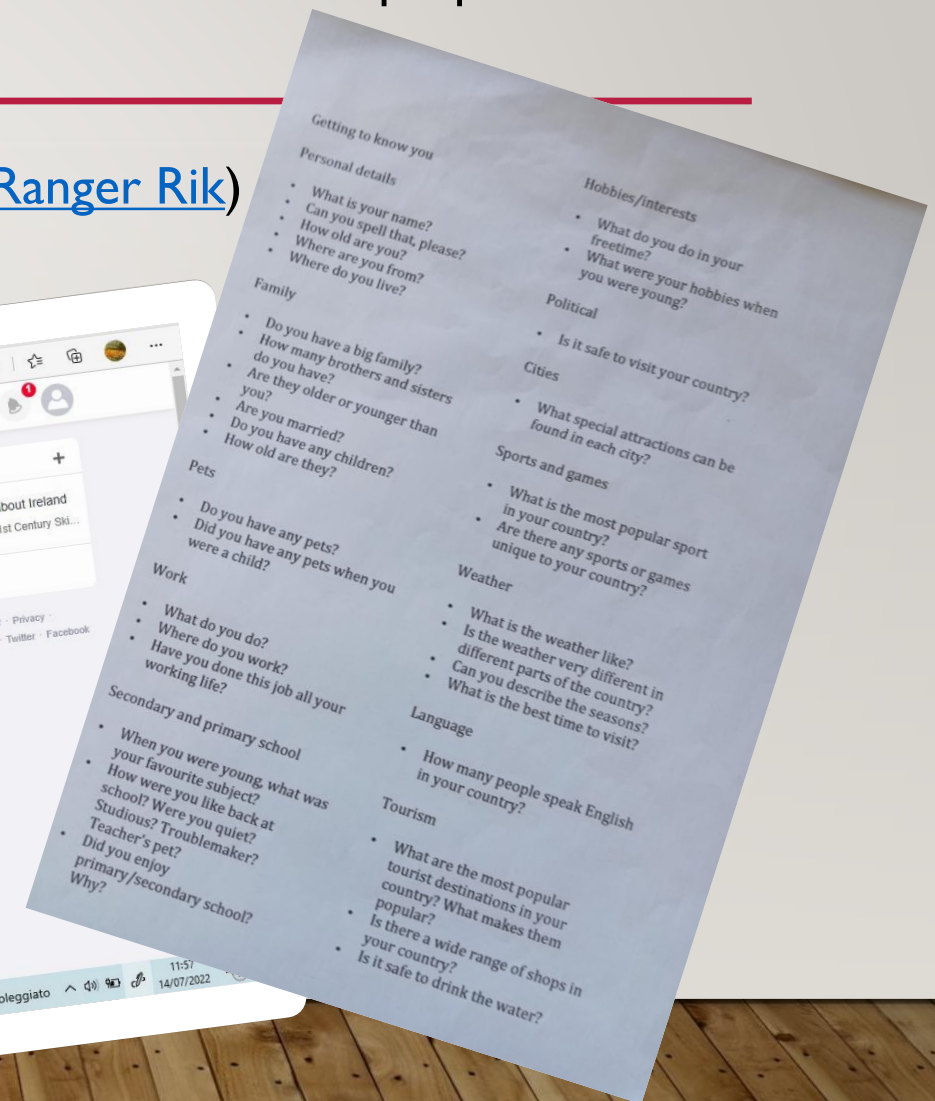 Ranger Rik)
1
+
bout Ireland
1st Century Ski...
· Privacy ·
· Twitter · Facebook
oleggiato
11:57
14/07/2022
Getting to know you
Personal details
• What is your name?
• Can you spell that, please?
• How old are you?
• Where are you from?
• Where do you live?
Family
• Do you have a big family?
• How many brothers and sisters
do you have?
• Are they older or younger than
you?
• Are you married?
• Do you have any children?
• How old are they?
Pets
• Do you have any pets?
• Did you have any pets when you
were a child?
Work
• What do you do?
• Where do you work?
• Have you done this job all your
working life?
Secondary and primary school
• When you were young, what was
your favourite subject?
• How were you like back at
school? Were you quiet?
Studious? Troublemaker?
Teacher's pet?
• Did you enjoy
primary/secondary school?
Why?
Hobbies/interests
• What do you do in your
freetime?
• What were your hobbies when
you were young?
Political
• Is it safe to visit your country?
Cities
• What special attractions can be
found in each city?
Sports and games
• What is the most popular sport
in your country?
• Are there any sports or games
unique to your country?
Weather
• What is the weather like?
• Is the weather very different in
different parts of the country?
• Can you describe the seasons?
• What is the best time to visit?
Language
• How many people speak English
in your country?
Tourism
• What are the most popular
tourist destinations in your
country? What makes them
popular?
• Is there a wide range of shops in
your country?
• Is it safe to drink the water?